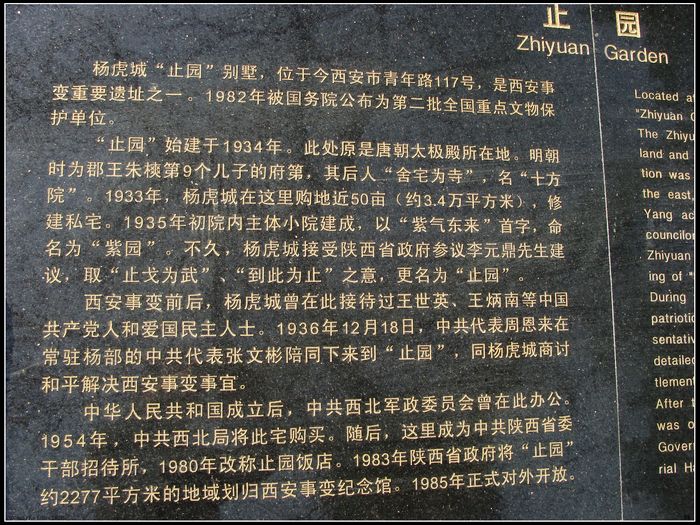 止 园
Zhiyuan Garden
杨虎城“止园”别墅，位于今西安市青年路117号，是西安事
变重要遗址之一。1982年被国务院公布为第二批全国重点文物保
护单位。
“止园”始建于1934年。此处原是唐朝太极殿所在地。明朝
时为郡王朱樉第9个儿子的府第，其后人“舍宅为寺”，名“十方
院”。1933年，杨虎城在这里购地近50亩（约3.4万平方米），修
建私宅。1935年初院内主体小院建成，以“紫气东来”首字，命
名为“紫园”。不久，杨虎城接受陕西省政府参议李元鼎先生建
议，取“止戈为武”、“到此为止”之意，更名为“止园”。
西安事变前后，杨虎城曾在此接待过王世英、王炳南等中国
共产党人和爱国民主人士。1936年12月18日，中共代表周恩来在
常驻杨部的中共代表张文彬陪同下来到“止园”，同杨虎城商讨
和平解决西安事变事宜。
中华人民共和国成立后，中共西北军政委员会曾在此办公。
1954年，中共西北局将此宅购买。随后，这里成为中共陕西省委
干部招待所，1980年改称止园饭店。1983年陕西省政府将“止园”
约2277平方米的地域划归西安事变纪念馆。1985年正式对外开放。
Located a
"Zhiyuan G
The Zhiyu
land and
tion was
the east
Yang ac
councilor
Zhiyuan
ing of "
During
patriotic
sentativ
detailed
tlemen
After t
was o
Gover
rial Ha